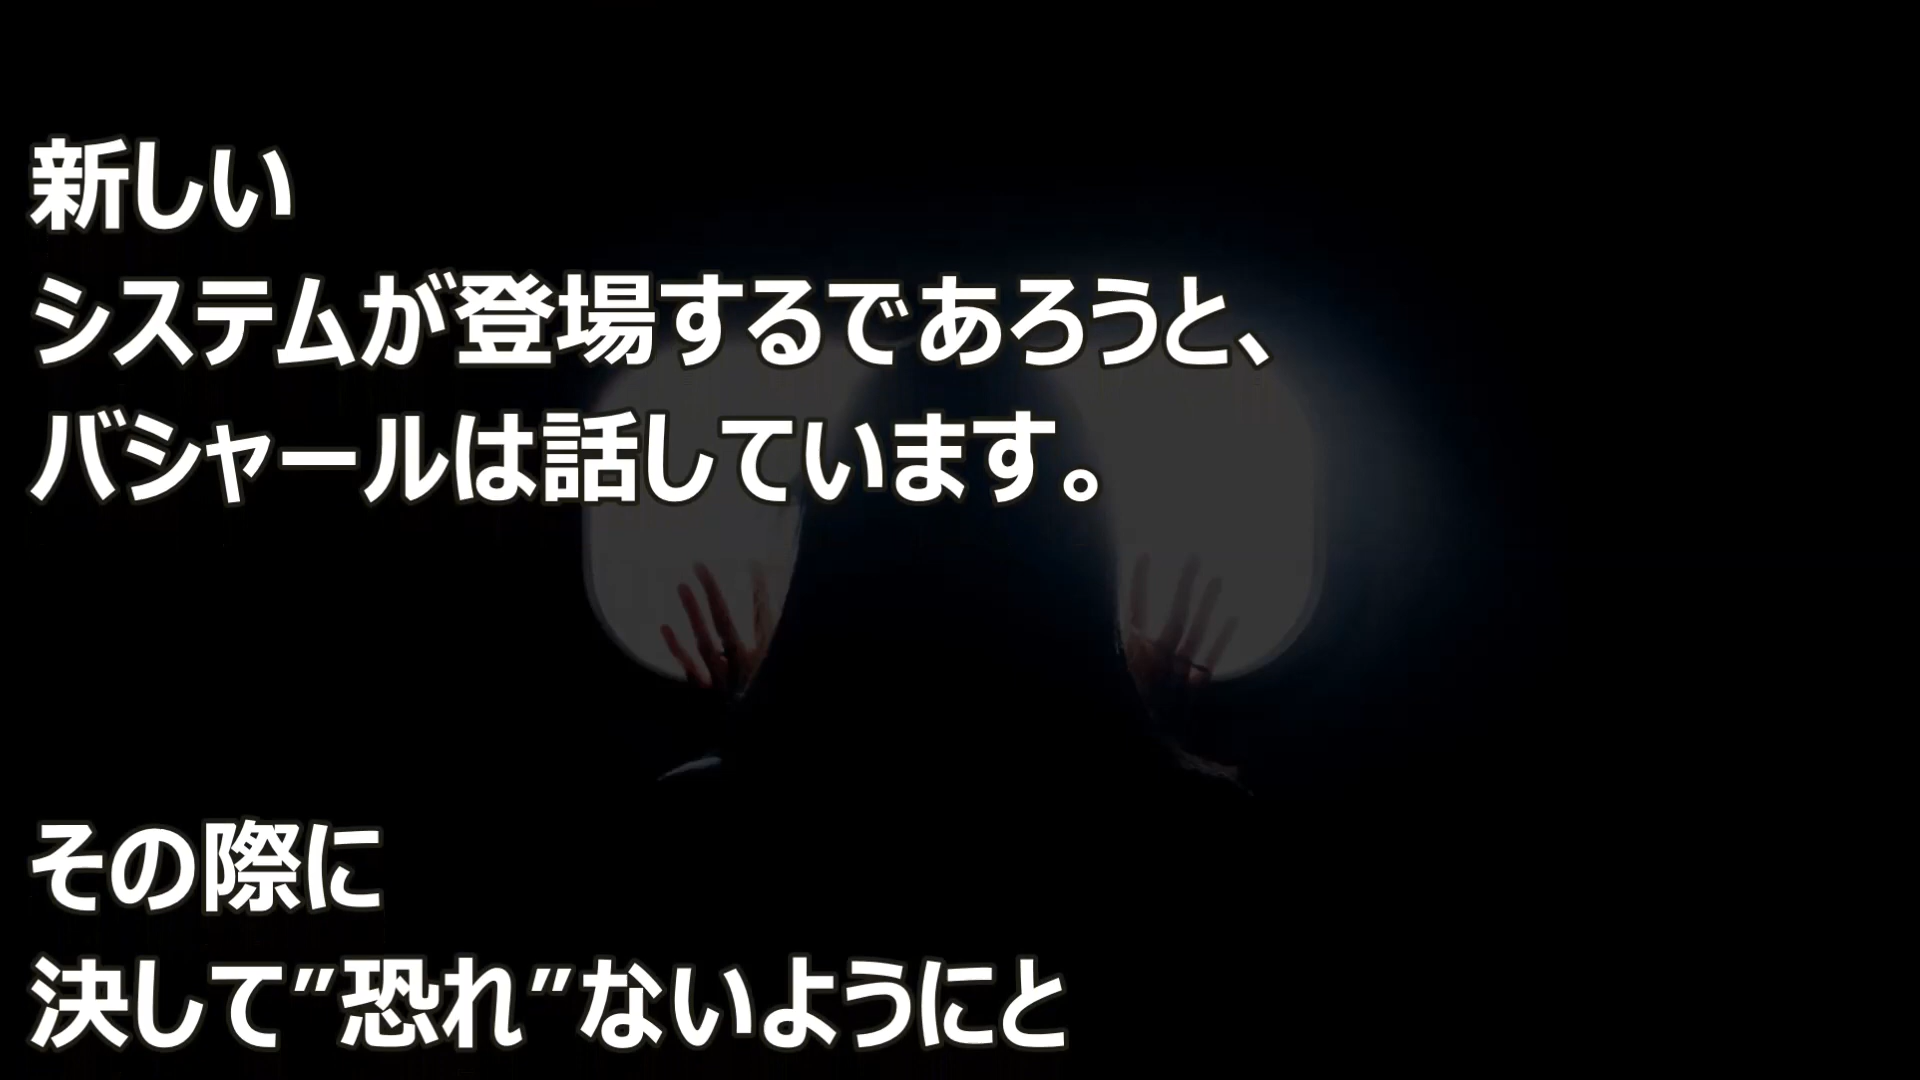 新しい
システムが登場するであろうと、
バシャールは話しています。
その際に
決して”恐れ”ないようにと